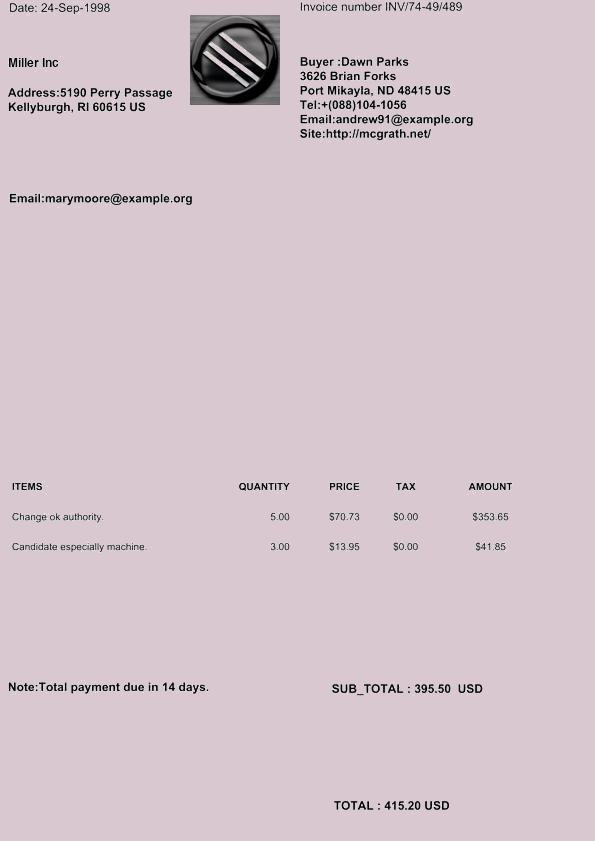 Date: 24-Sep-1998
Invoice number INV/74-49/489
Miller Inc
Address:5190 Perry Passage
Kellyburgh, RI 60615 US
Buyer :Dawn Parks
3626 Brian Forks
Port Mikayla, ND 48415 US
Tel:+(088)104-1056
Email:andrew91@example.org
Site:http://mcgrath.net/
Email:marymoore@example.org
ITEMS QUANTITY PRICE TAX AMOUNT
Change ok authority. 5.00 $70.73 $0.00 $353.65
Candidate especially machine. 3.00 $13.95 $0.00 $41.85
Note:Total payment due in 14 days.
SUB_TOTAL : 395.50 USD
TOTAL : 415.20 USD